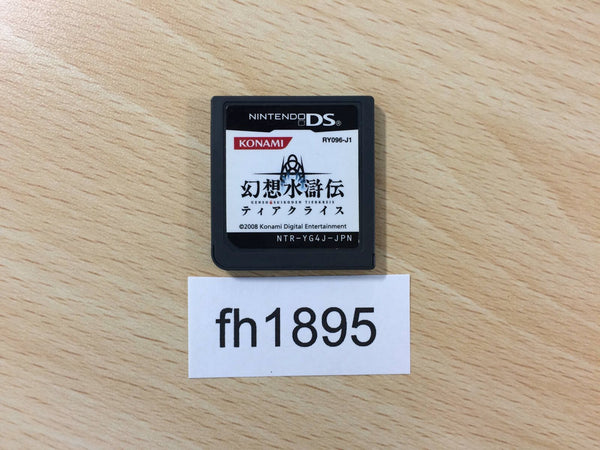 NINTENDO DS®
KONAMI
RY096-J1
幻想水滸伝
GENSOSUIKODEN TIERKREIS
ティアクライス
©2008 Konami Digital Entertainment
NTR-YG4J-JPN
fh1895